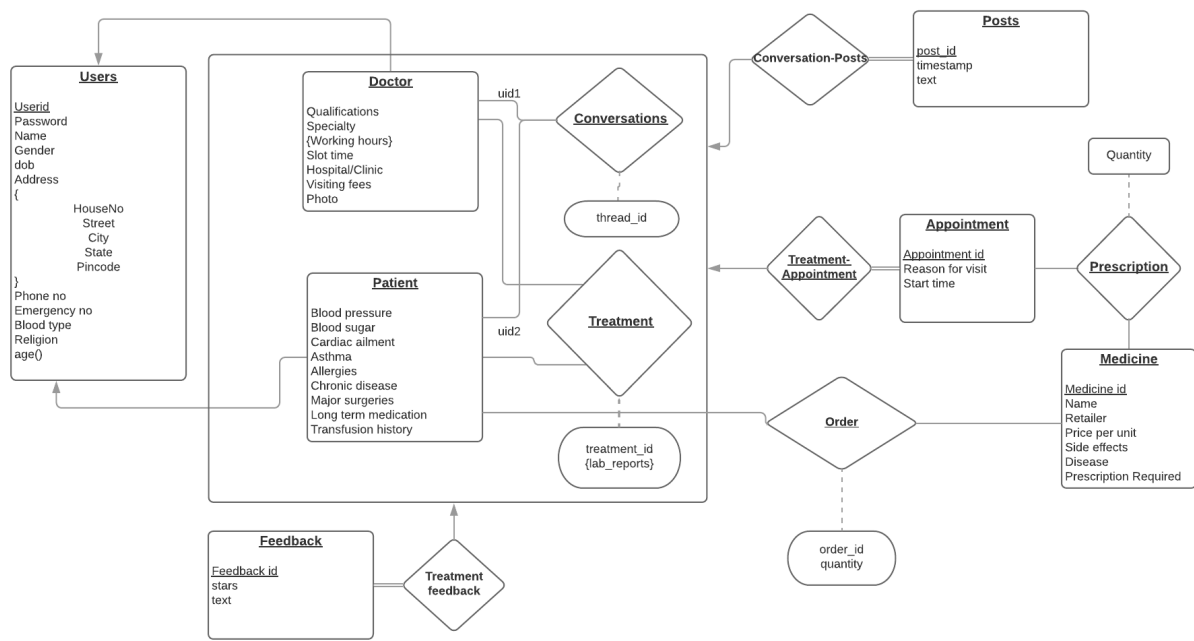 Users
Userid
Password
Name
Gender
dob
Address
{
HouseNo
Street
City
State
Pincode
}
Phone no
Emergency no
Blood type
Religion
age()
Doctor
Qualifications
Specialty
{Working hours}
Slot time
Hospital/Clinic
Visiting fees
Photo
uid1
Conversations
thread_id
Patient
Blood pressure
Blood sugar
Cardiac ailment
Asthma
Allergies
Chronic disease
Major surgeries
Long term medication
Transfusion history
uid2
Treatment
treatment_id
{lab_reports}
Conversation-Posts
Posts
post_id
timestamp
text
Quantity
Treatment-
Appointment
Appointment
Appointment id
Reason for visit
Start time
Prescription
Medicine
Medicine id
Name
Retailer
Price per unit
Side effects
Disease
Prescription Required
Order
order_id
quantity
Feedback
Feedback id
stars
text
Treatment
feedback